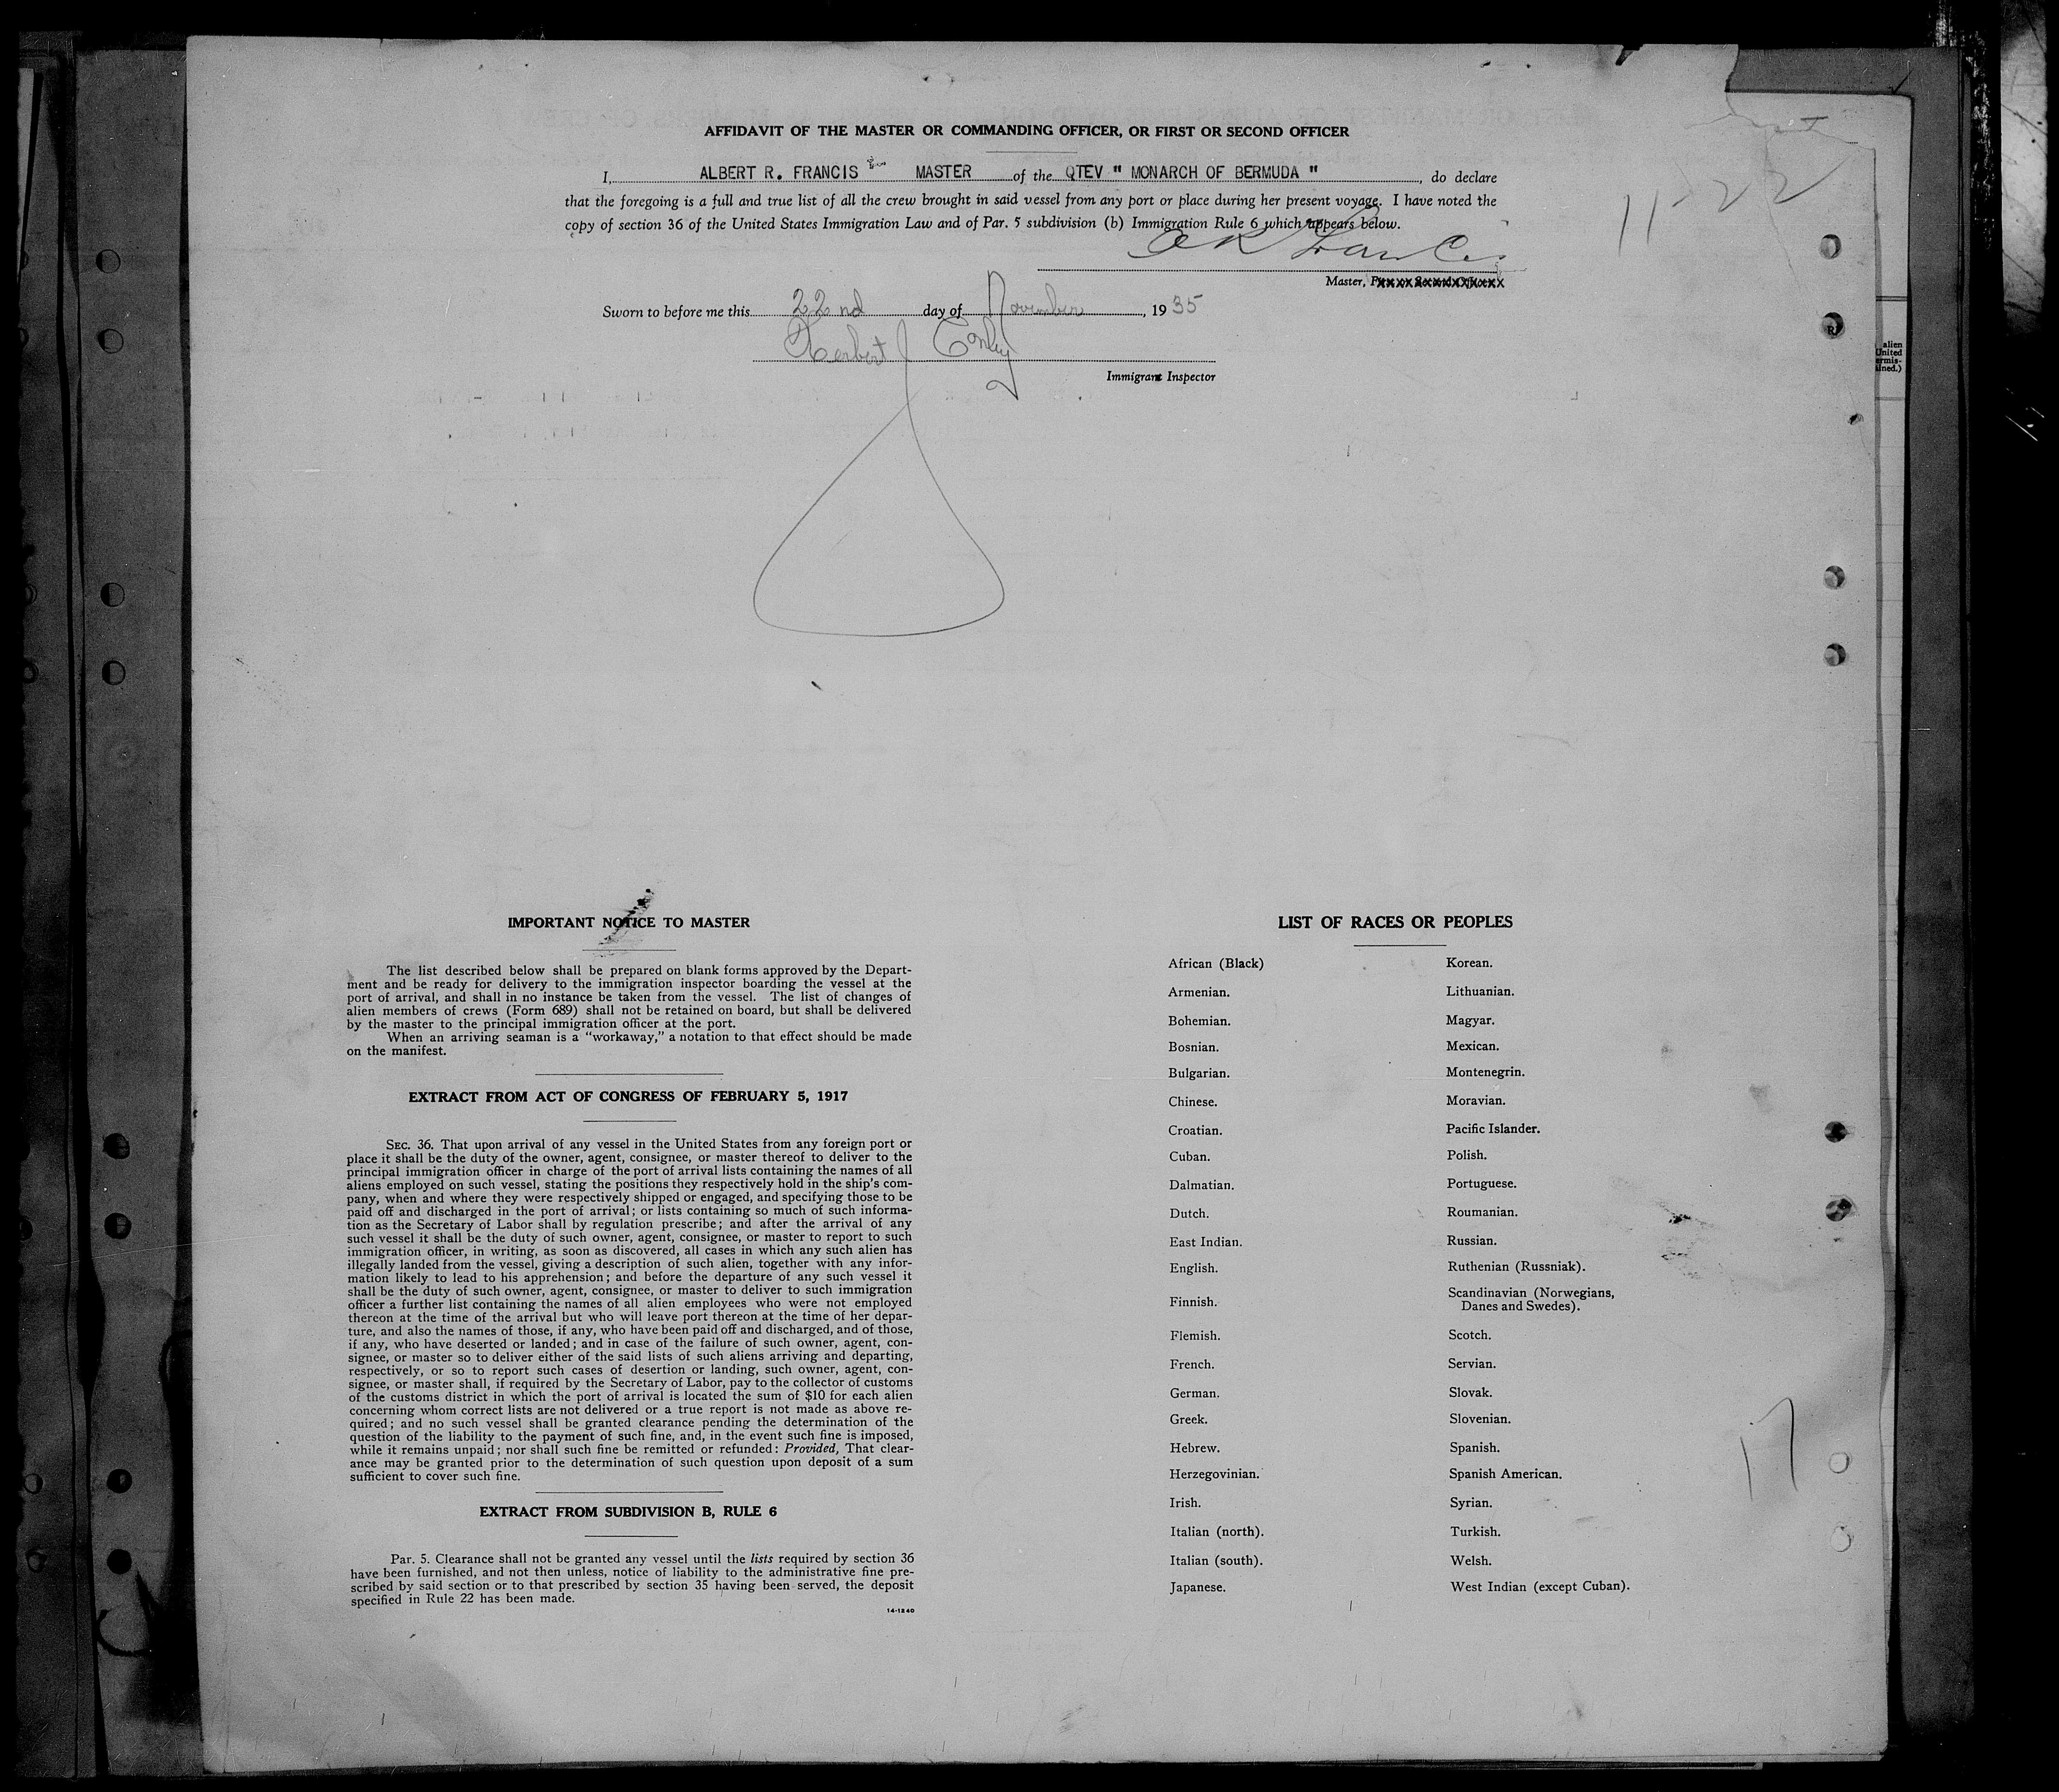 AFFIDAVIT OF THE MASTER OR COMMANDING OFFICER, OR FIRST OR SECOND OFFICER
I, ALBERT R. FRANCIS MASTER of the QTEV " MONARCH OF BERMUDA ", do declare
that the foregoing is a full and true list of all the crew brought in said vessel from any port or place during her present voyage. I have noted the
copy of section 36 of the United States Immigration Law and of Par. 5 subdivision (b) Immigration Rule 6 which appears below.
11-22
A R Francis
Master,
Sworn to before me this 22nd day of November, 1935
Herbert J Conley
Immigrant Inspector
alien
United
ermis-
ined.)
IMPORTANT NOTICE TO MASTER
The list described below shall be prepared on blank forms approved by the Depart-
ment and be ready for delivery to the immigration inspector boarding the vessel at the
port of arrival, and shall in no instance be taken from the vessel. The list of changes of
alien members of crews (Form 689) shall not be retained on board, but shall be delivered
by the master to the principal immigration officer at the port.
When an arriving seaman is a “workaway,” a notation to that effect should be made
on the manifest.
EXTRACT FROM ACT OF CONGRESS OF FEBRUARY 5, 1917
SEC. 36. That upon arrival of any vessel in the United States from any foreign port or
place it shall be the duty of the owner, agent, consignee, or master thereof to deliver to the
principal immigration officer in charge of the port of arrival lists containing the names of all
aliens employed on such vessel, stating the positions they respectively hold in the ship's com-
pany, when and where they were respectively shipped or engaged, and specifying those to be
paid off and discharged in the port of arrival; or lists containing so much of such informa-
tion as the Secretary of Labor shall by regulation prescribe; and after the arrival of any
such vessel it shall be the duty of such owner, agent, consignee, or master to report to such
immigration officer, in writing, as soon as discovered, all cases in which any such alien has
illegally landed from the vessel, giving a description of such alien, together with any infor-
mation likely to lead to his apprehension; and before the departure of any such vessel it
shall be the duty of such owner, agent, consignee, or master to deliver to such immigration
officer a further list containing the names of all alien employees who were not employed
thereon at the time of the arrival but who will leave port thereon at the time of her depar-
ture, and also the names of those, if any, who have been paid off and discharged, and of those,
if any, who have deserted or landed; and in case of the failure of such owner, agent, con-
signee, or master so to deliver either of the said lists of such aliens arriving and departing,
respectively, or so to report such cases of desertion or landing, such owner, agent, con-
signee, or master shall, if required by the Secretary of Labor, pay to the collector of customs
of the customs district in which the port of arrival is located the sum of $10 for each alien
concerning whom correct lists are not delivered or a true report is not made as above re-
quired; and no such vessel shall be granted clearance pending the determination of the
question of the liability to the payment of such fine, and, in the event such fine is imposed,
while it remains unpaid; nor shall such fine be remitted or refunded: Provided, That clear-
ance may be granted prior to the determination of such question upon deposit of a sum
sufficient to cover such fine.
EXTRACT FROM SUBDIVISION B, RULE 6
Par. 5. Clearance shall not be granted any vessel until the lists required by section 36
have been furnished, and not then unless, notice of liability to the administrative fine pre-
scribed by said section or to that prescribed by section 35 having been served, the deposit
specified in Rule 22 has been made.
14-1240
LIST OF RACES OR PEOPLES
African (Black)
Armenian.
Bohemian.
Bosnian.
Bulgarian.
Chinese.
Croatian.
Cuban.
Dalmatian.
Dutch.
East Indian.
English.
Finnish.
Flemish.
French.
German.
Greek.
Hebrew.
Herzegovinian.
Irish.
Italian (north).
Italian (south).
Japanese.
Korean.
Lithuanian.
Magyar.
Mexican.
Montenegrin.
Moravian.
Pacific Islander.
Polish.
Portuguese.
Roumanian.
Russian.
Ruthenian (Russniak).
Scandinavian (Norwegians,
Danes and Swedes).
Scotch.
Servian.
Slovak.
Slovenian.
Spanish.
Spanish American.
Syrian.
Turkish.
Welsh.
West Indian (except Cuban).
17